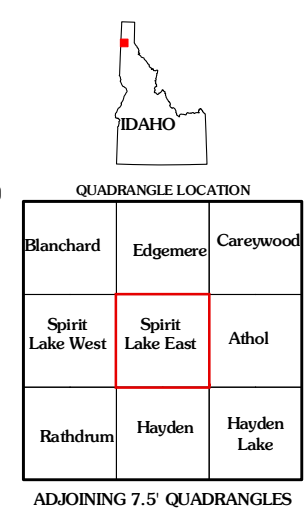 IDAHO
QUADRANGLE LOCATION
Blanchard
Edgemere
Careywood
Spirit
Lake West
Spirit
Lake East
Athol
Rathdrum
Hayden
Hayden
Lake
ADJOINING 7.5' QUADRANGLES